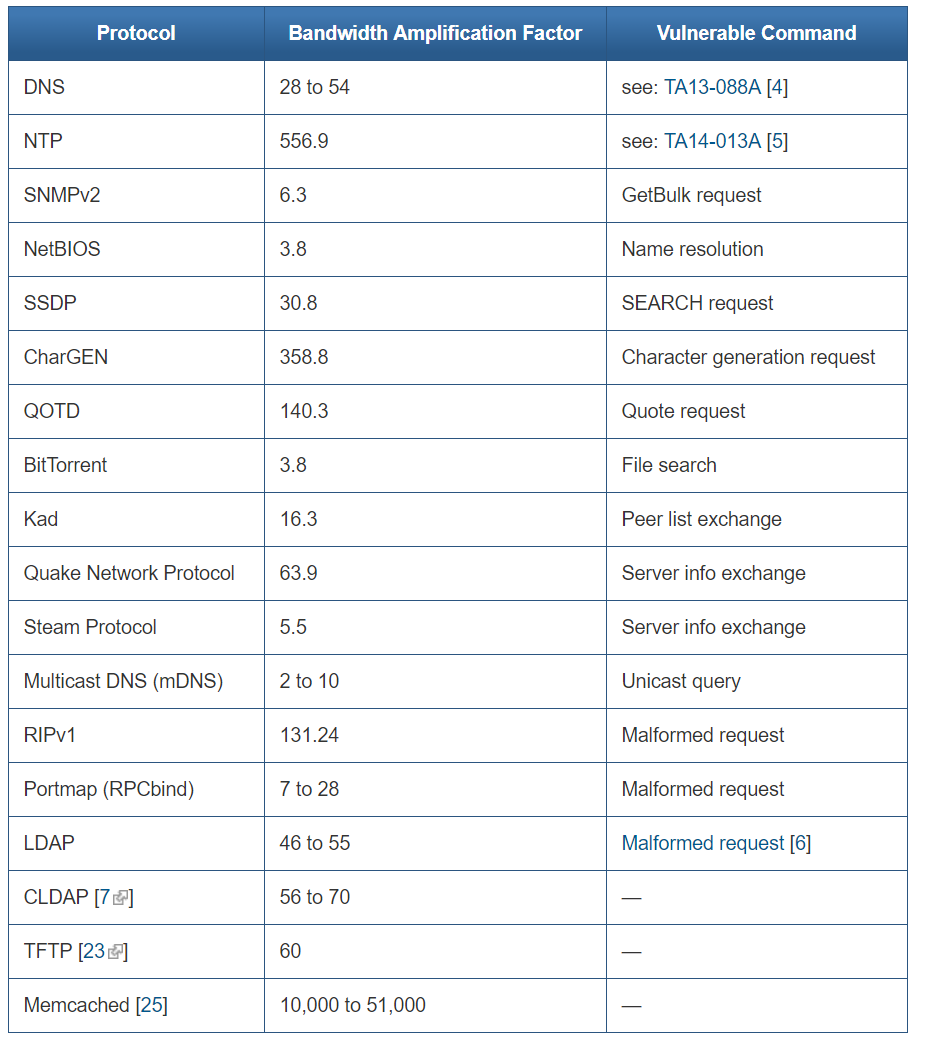 Protocol Bandwidth Amplification Factor Vulnerable Command
DNS 28 to 54 see: TA13-088A [4]
NTP 556.9 see: TA14-013A [5]
SNMPv2 6.3 GetBulk request
NetBIOS 3.8 Name resolution
SSDP 30.8 SEARCH request
CharGEN 358.8 Character generation request
QOTD 140.3 Quote request
BitTorrent 3.8 File search
Kad 16.3 Peer list exchange
Quake Network Protocol 63.9 Server info exchange
Steam Protocol 5.5 Server info exchange
Multicast DNS (mDNS) 2 to 10 Unicast query
RIPv1 131.24 Malformed request
Portmap (RPCbind) 7 to 28 Malformed request
LDAP 46 to 55 Malformed request [6]
CLDAP [7] 56 to 70 —
TFTP [23] 60 —
Memcached [25] 10,000 to 51,000 —